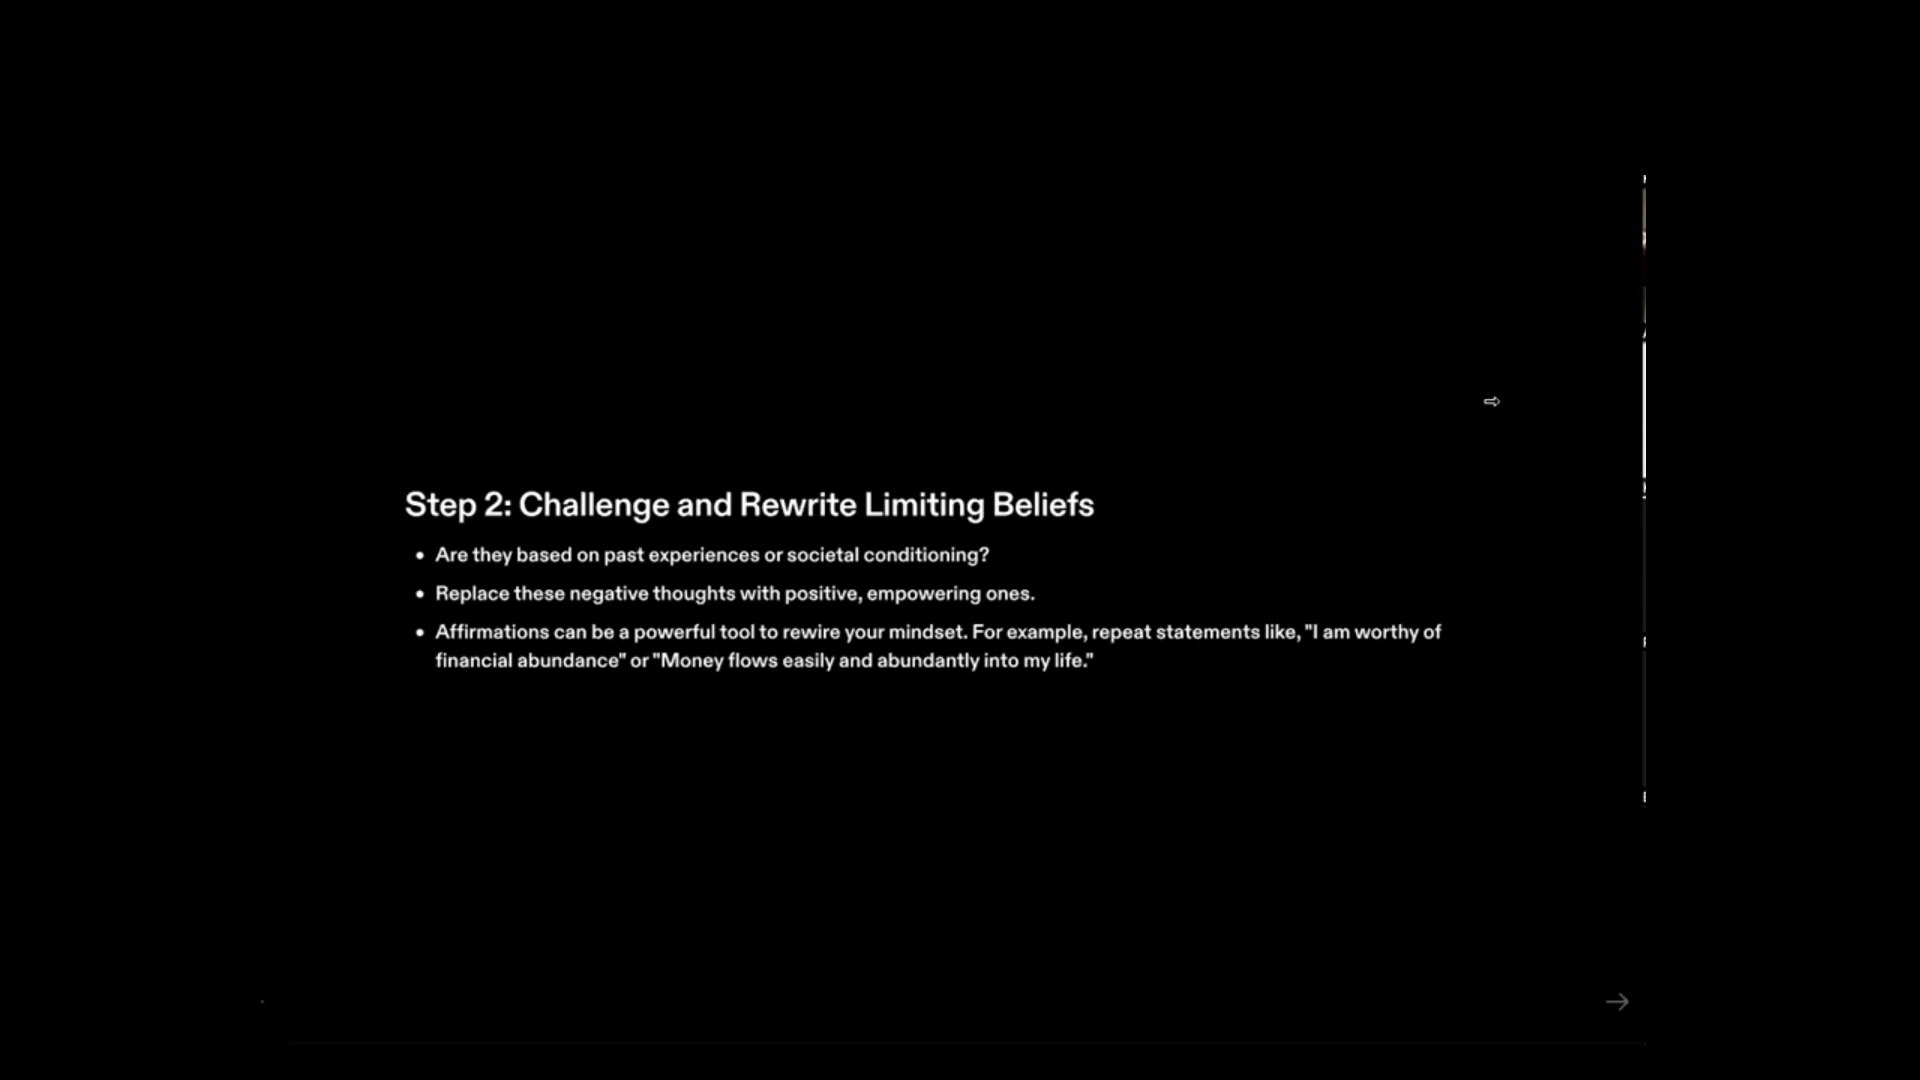 Step 2: Challenge and Rewrite Limiting Beliefs
• Are they based on past experiences or societal conditioning?
• Replace these negative thoughts with positive, empowering ones.
• Affirmations can be a powerful tool to rewire your mindset. For example, repeat statements like, "I am worthy of
financial abundance" or "Money flows easily and abundantly into my life."